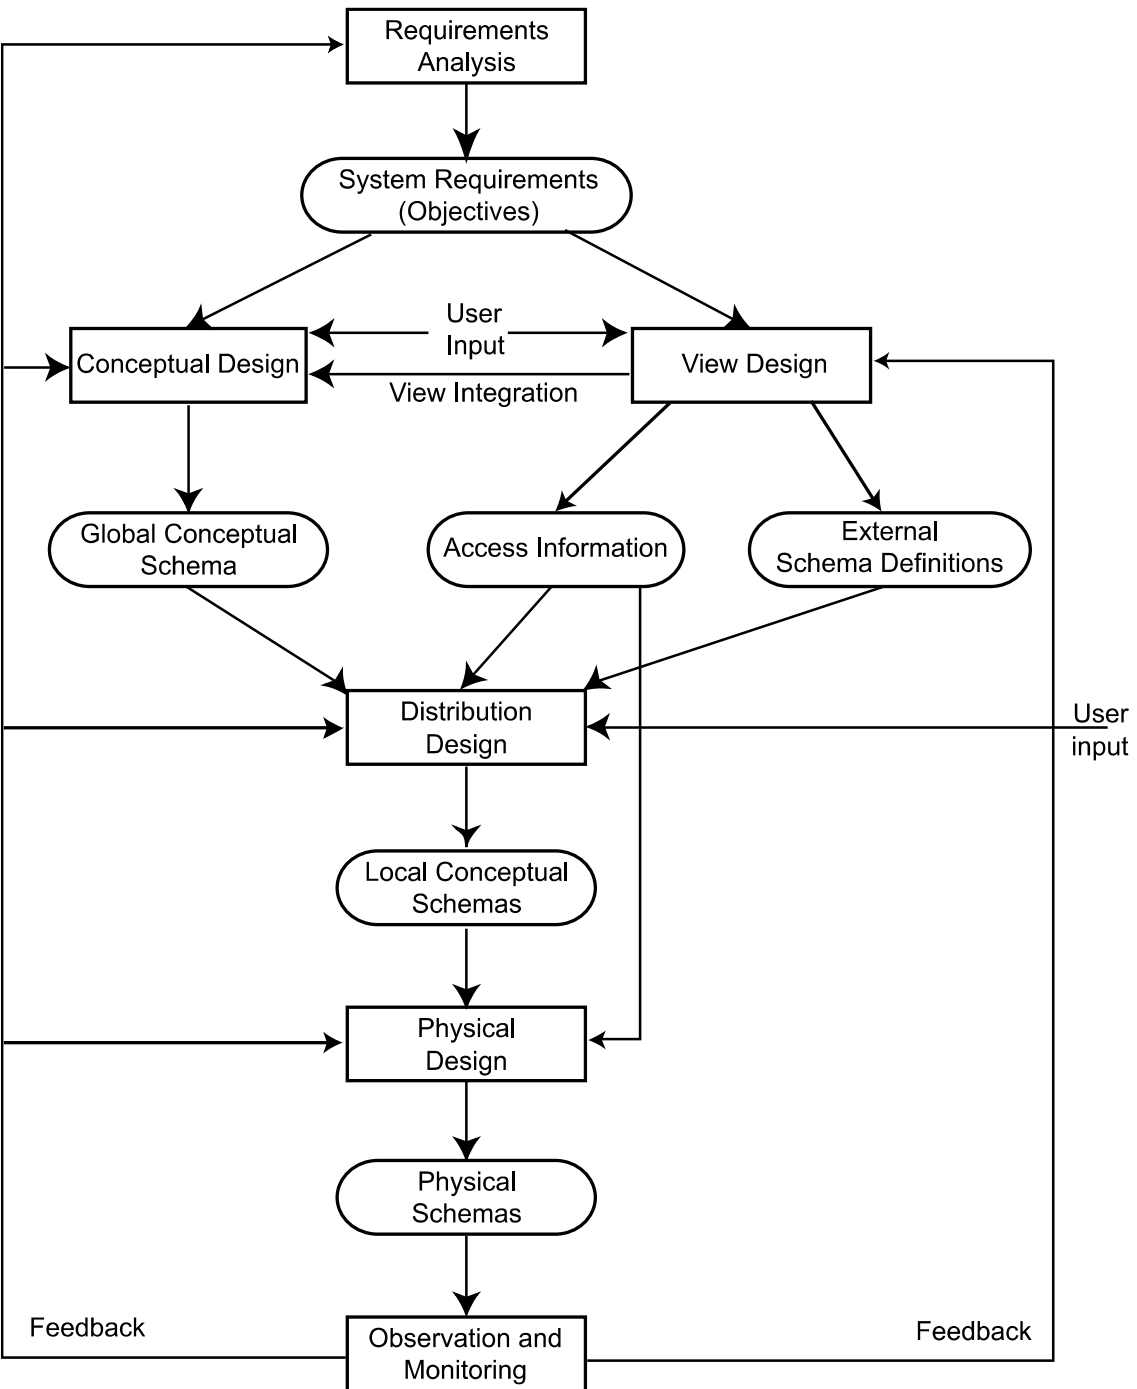 Requirements
Analysis
System Requirements
(Objectives)
User
Input
Conceptual Design
View Design
View Integration
Global Conceptual
Schema
Access Information
External
Schema Definitions
Distribution
Design
User
input
Local Conceptual
Schemas
Physical
Design
Physical
Schemas
Feedback
Observation and
Monitoring
Feedback